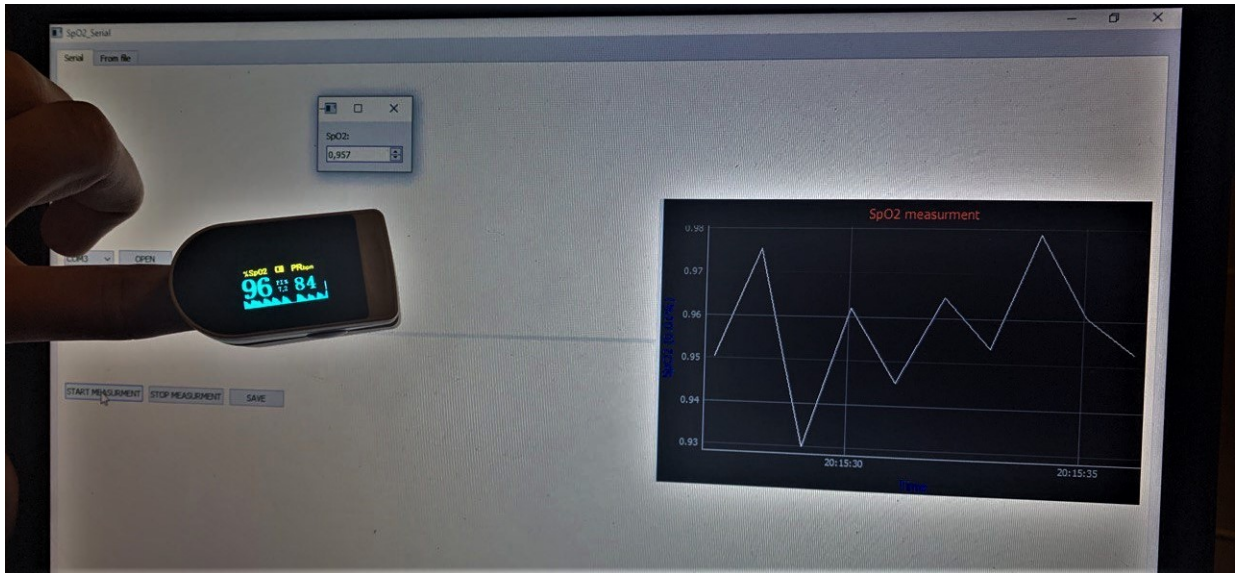 SpO2_Serial
Serial From file
SpO2:
0,957
COM3 OPEN
%SpO2 PRbpm
96 84
START MEASURMENT STOP MEASURMENT SAVE
SpO2 measurment
0.98
0.97
0.96
0.95
0.94
0.93
20:15:30 20:15:35
Time